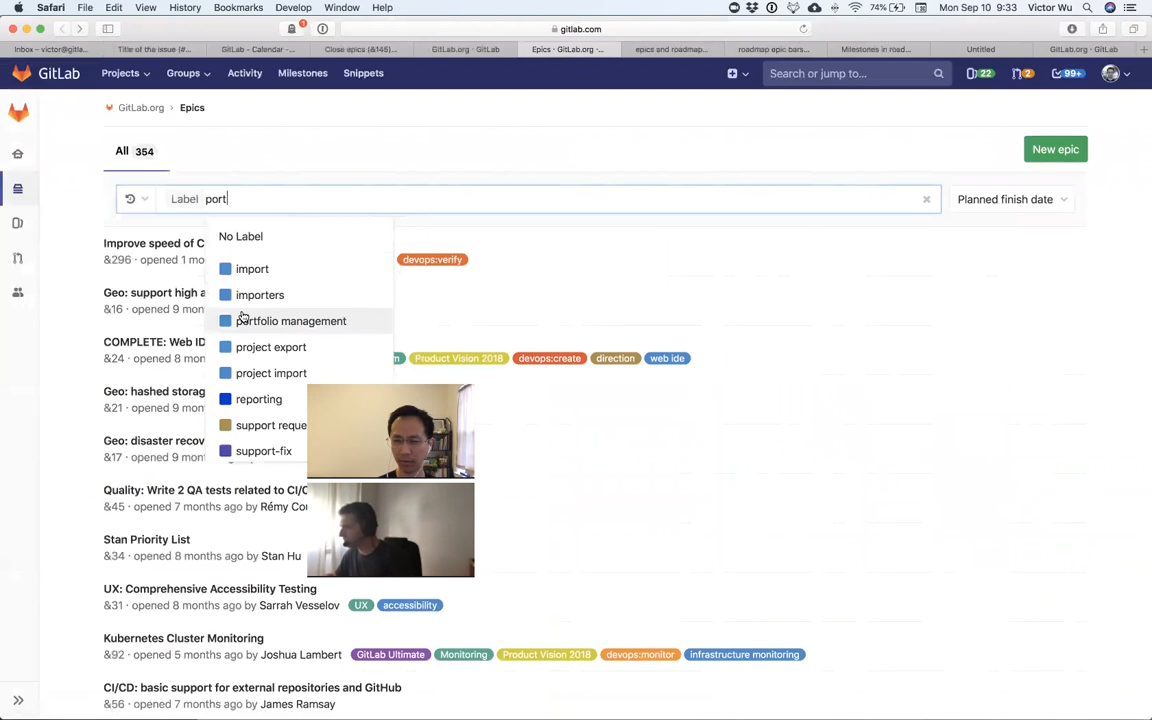 Safari File Edit View History Bookmarks Develop Window Help 74% Mon Sep 10 9:33 Victor Wu
1 gitlab.com
Inbox – victor@gitla... Title of the issue (#... GitLab - Calendar -... Close epics (&145)... GitLab.org · GitLab Epics · GitLab.org ·... epics and roadmap... roadmap epic bars... Milestones in road... Untitled GitLab.org · GitLab
GitLab Projects Groups Activity Milestones Snippets Search or jump to... 22 2 99+
GitLab.org › Epics
All 354
New epic
Label port
Planned finish date
No Label
import
importers
portfolio management
project export
project import
reporting
support reque
support-fix
Improve speed of C
&296 · opened 1 mo devops:verify
Geo: support high a
&16 · opened 9 mon
COMPLETE: Web ID
&24 · opened 8 mon Product Vision 2018 devops:create direction web ide
Geo: hashed storag
&21 · opened 9 mon
Geo: disaster recov
&17 · opened 9 mon
Quality: Write 2 QA tests related to CI/C
&45 · opened 7 months ago by Rémy Co
Stan Priority List
&34 · opened 8 months ago by Stan Hu
UX: Comprehensive Accessibility Testing
&31 · opened 8 months ago by Sarrah Vesselov UX accessibility
Kubernetes Cluster Monitoring
&92 · opened 5 months ago by Joshua Lambert GitLab Ultimate Monitoring Product Vision 2018 devops:monitor infrastructure monitoring
CI/CD: basic support for external repositories and GitHub
&56 · opened 7 months ago by James Ramsay